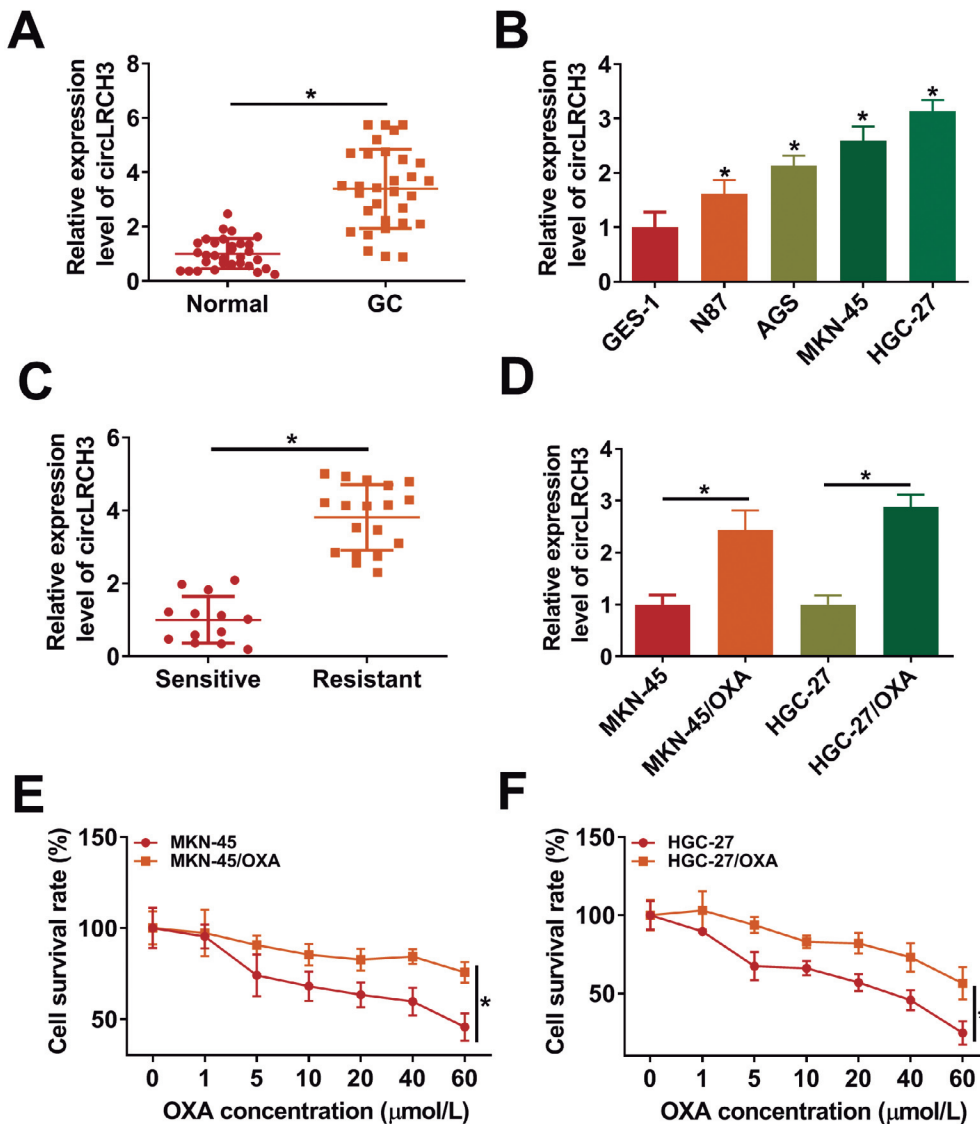 A
Relative expression
level of circLRCH3
8
6
4
2
0
*
Normal
GC
B
Relative expression
level of circLRCH3
4
3
2
1
0
*
*
*
*
GES-1
N87
AGS
MKN-45
HGC-27
C
Relative expression
level of circLRCH3
6
4
2
0
*
Sensitive
Resistant
D
Relative expression
level of circLRCH3
4
3
2
1
0
*
*
MKN-45
MKN-45/OXA
HGC-27
HGC-27/OXA
E
Cell survival rate (%)
150
100
50
MKN-45
MKN-45/OXA
*
0 1 5 10 20 40 60
OXA concentration (μmol/L)
F
Cell survival rate (%)
150
100
50
HGC-27
HGC-27/OXA
*
0 1 5 10 20 40 60
OXA concentration (μmol/L)